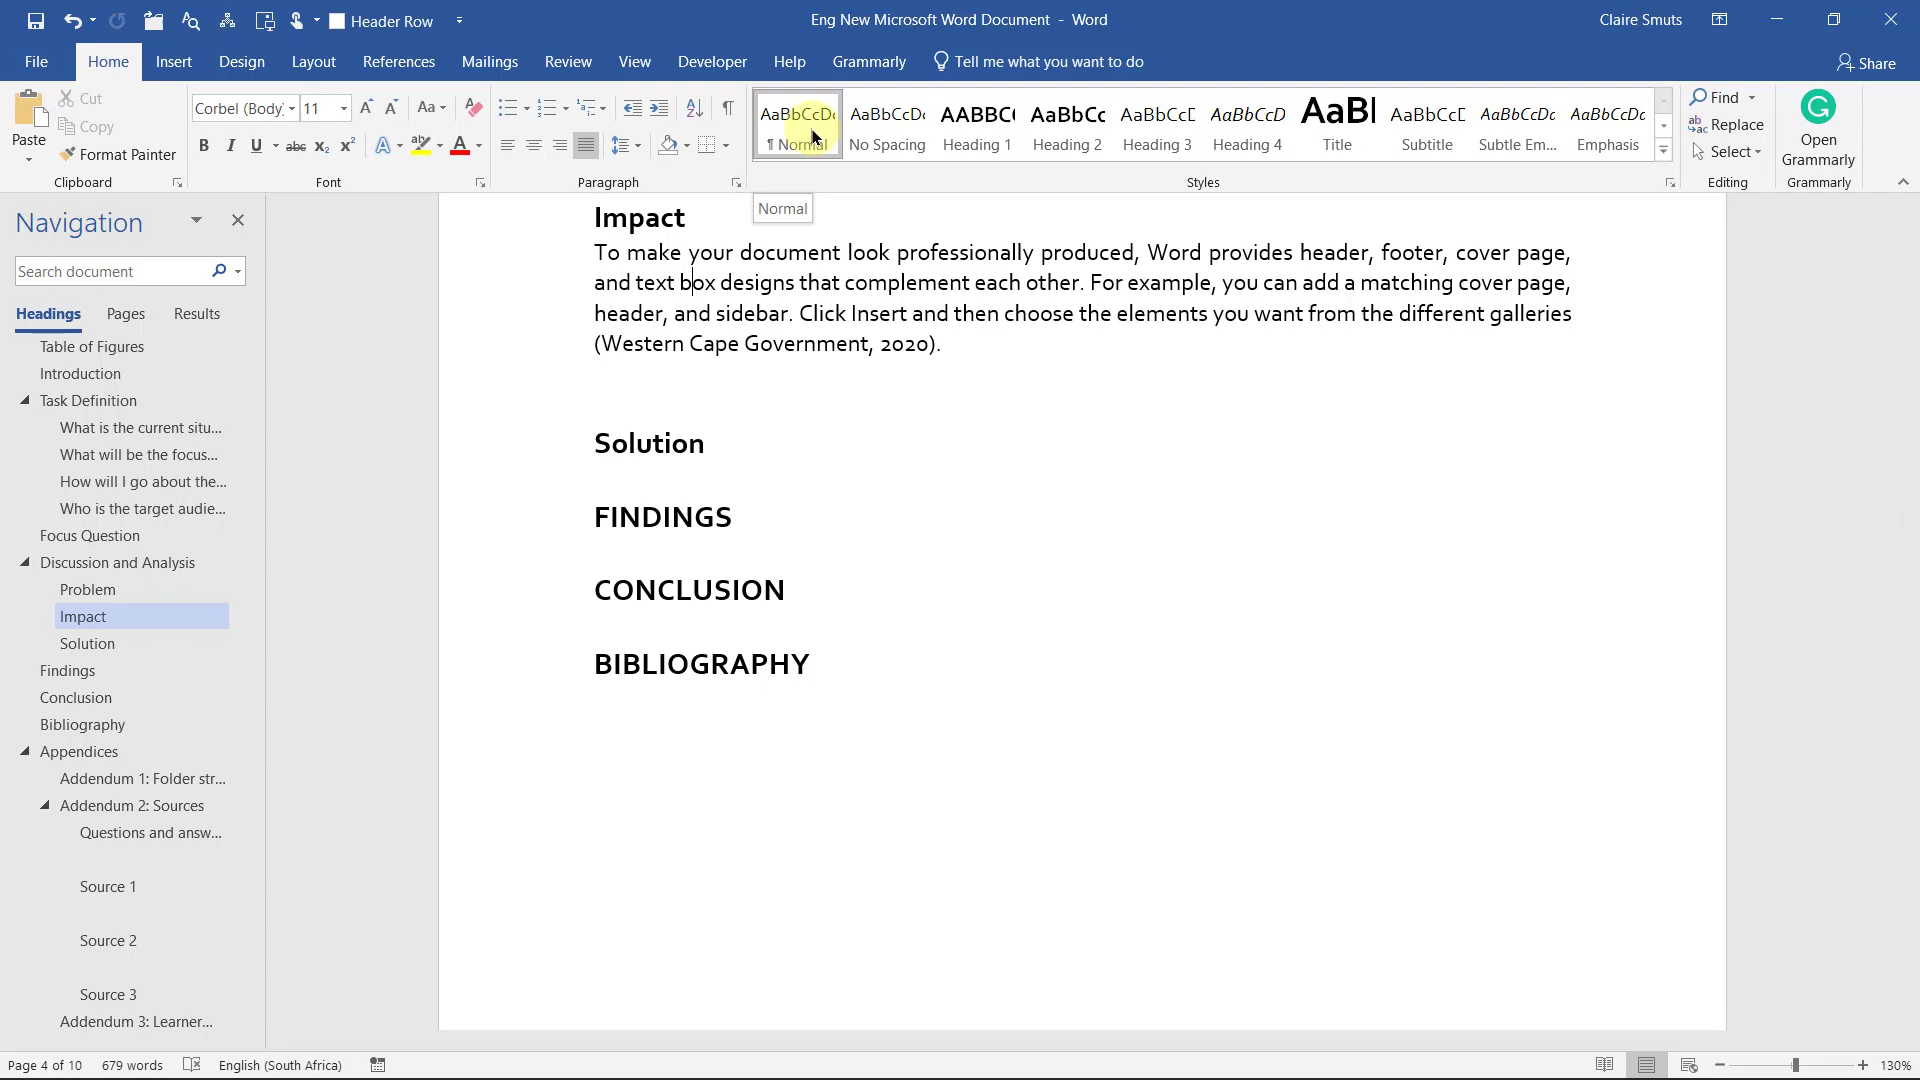 Header Row
Eng New Microsoft Word Document - Word
Claire Smuts
File Home Insert Design Layout References Mailings Review View Developer Help Grammarly Tell me what you want to do
Share
Paste
Cut
Copy
Format Painter
Clipboard
Corbel (Body) 11
Font
Paragraph
AaBbCcDc AaBbCcDc AABBC AaBbCc AaBbCcD AaBbCcD AaBl AaBbCcD AaBbCcDc AaBbCcDc
¶ Normal No Spacing Heading 1 Heading 2 Heading 3 Heading 4 Title Subtitle Subtle Em... Emphasis
Styles
Find
Replace
Select
Editing
Open
Grammarly
Grammarly
Normal
Navigation
Search document
Headings Pages Results
Table of Figures
Introduction
Task Definition
What is the current situ...
What will be the focus...
How will I go about the...
Who is the target audie...
Focus Question
Discussion and Analysis
Problem
Impact
Solution
Findings
Conclusion
Bibliography
Appendices
Addendum 1: Folder str...
Addendum 2: Sources
Questions and answ...
Source 1
Source 2
Source 3
Addendum 3: Learner...
Impact
To make your document look professionally produced, Word provides header, footer, cover page,
and text box designs that complement each other. For example, you can add a matching cover page,
header, and sidebar. Click Insert and then choose the elements you want from the different galleries
(Western Cape Government, 2020).
Solution
FINDINGS
CONCLUSION
BIBLIOGRAPHY
Page 4 of 10 679 words English (South Africa)
130%